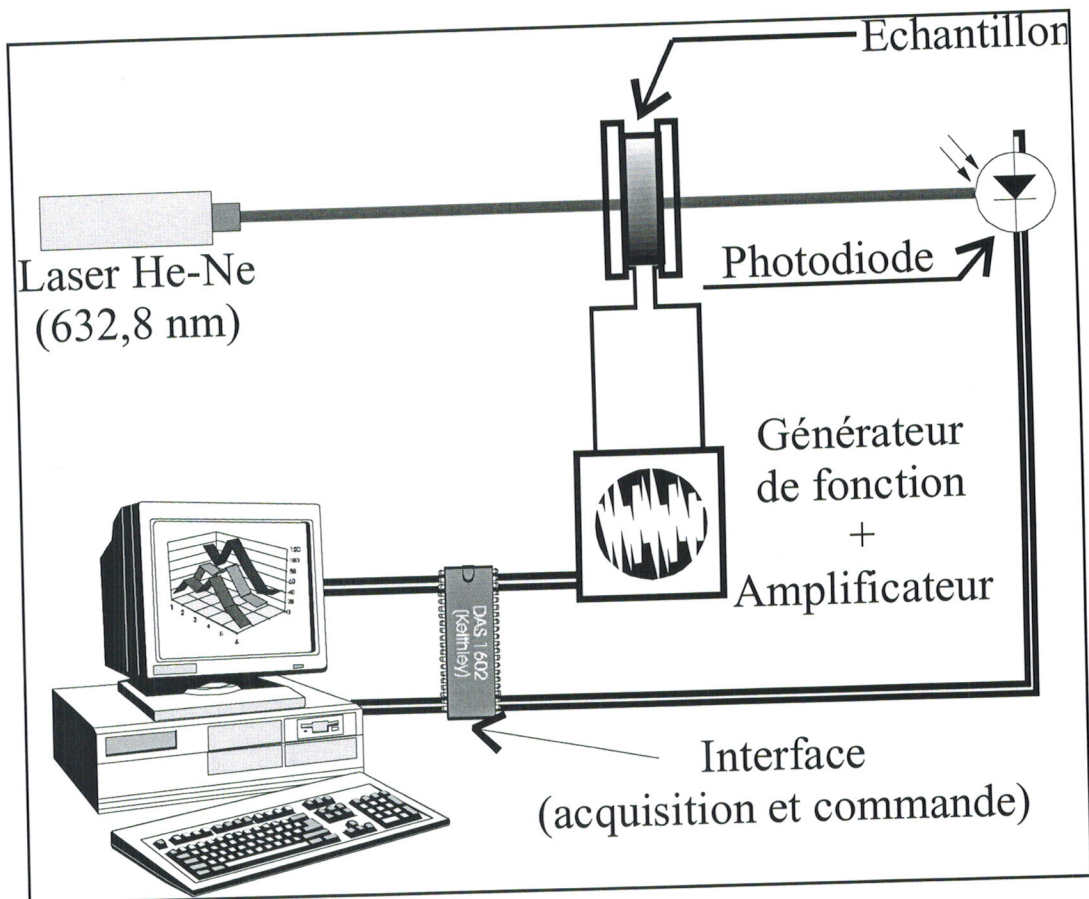 Echantillon
Laser He-Ne
(632,8 nm)
Photodiode
Générateur
de fonction
+
Amplificateur
DAS 1602
(Keithley)
Interface
(acquisition et commande)